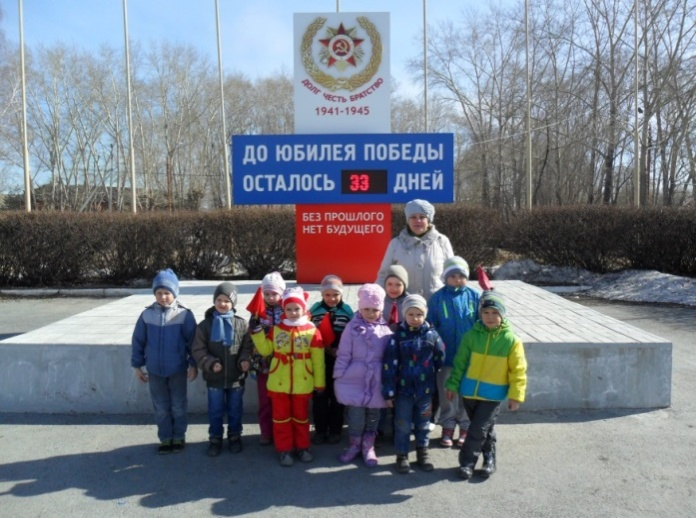 ДОЛГ ЧЕСТЬ БРАТСТВО
1941-1945
ДО ЮБИЛЕЯ ПОБЕДЫ
ОСТАЛОСЬ 33 ДНЕЙ
БЕЗ ПРОШЛОГО
НЕТ БУДУЩЕГО